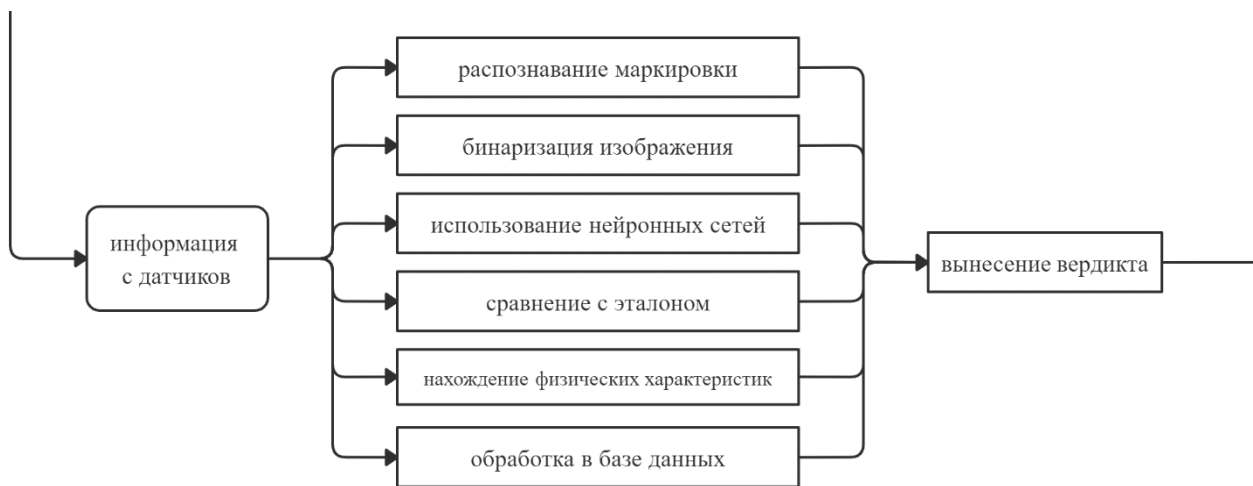 распознавание маркировки
бинаризация изображения
информация
с датчиков
использование нейронных сетей
вынесение вердикта
сравнение с эталоном
нахождение физических характеристик
обработка в базе данных